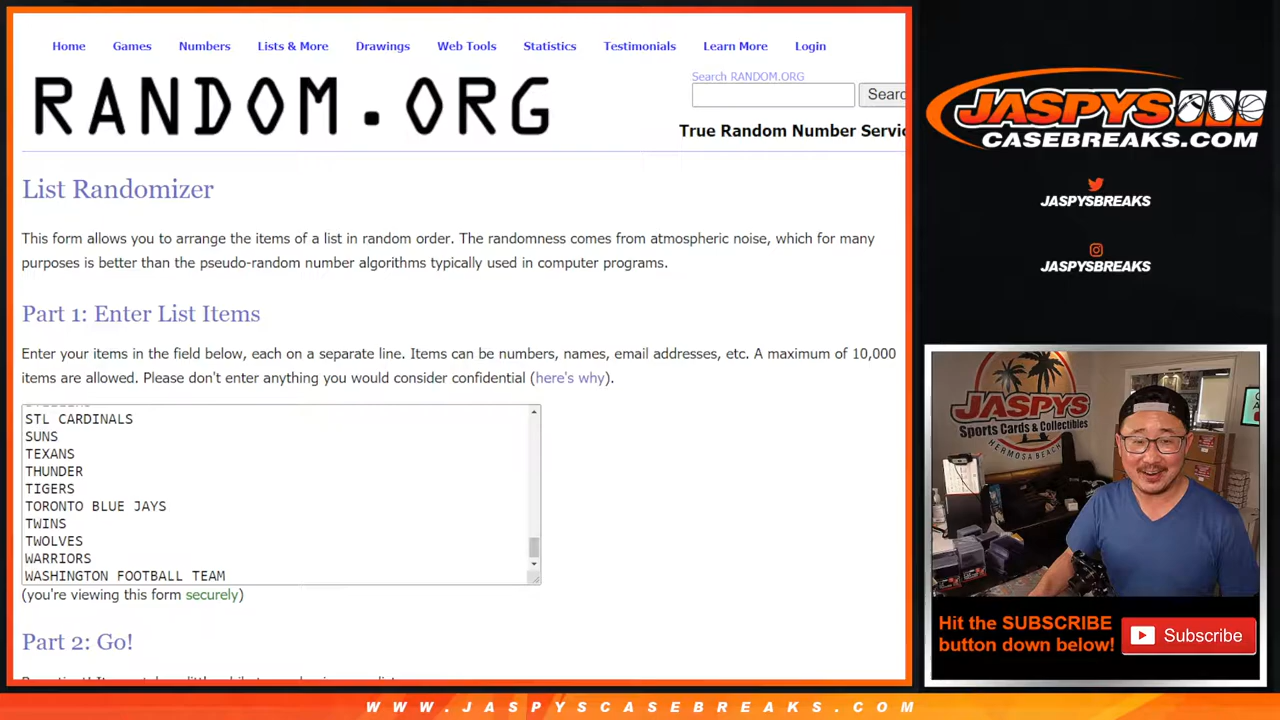 Home Games Numbers Lists & More Drawings Web Tools Statistics Testimonials Learn More Login
RANDOM.ORG
Search RANDOM.ORG
True Random Number
List Randomizer
This form allows you to arrange the items of a list in random order. The randomness comes from atmospheric noise, which for many
purposes is better than the pseudo-random number algorithms typically used in computer programs.
Part 1: Enter List Items
Enter your items in the field below, each on a separate line. Items can be numbers, names, email addresses, etc. A maximum of 10,000
items are allowed. Please don't enter anything you would consider confidential (here's why).
STL CARDINALS
SUNS
TEXANS
THUNDER
TIGERS
TORONTO BLUE JAYS
TWINS
TWOLVES
WARRIORS
WASHINGTON FOOTBALL TEAM
(you're viewing this form securely)
Part 2: Go!
JASPYS
CASEBREAKS.COM
JASPYSBREAKS
JASPYSBREAKS
JASPYS
Sports Cards & Collectibles
HERMOSA BEACH
Hit the SUBSCRIBE
button down below!
Subscribe
WWW.JASPYSCASEBREAKS.COM